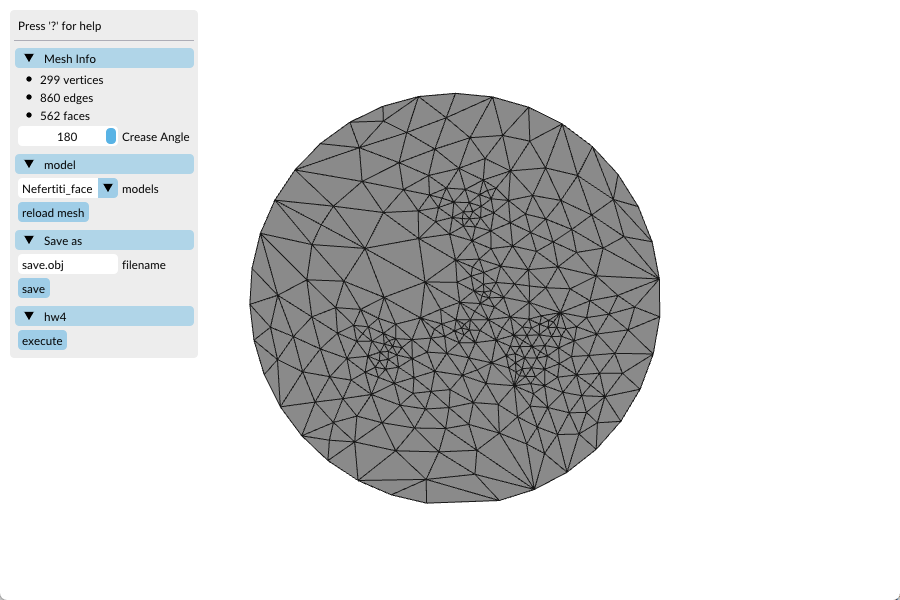 Press '?' for help
Mesh Info
299 vertices
860 edges
562 faces
180 Crease Angle
model
Nefertiti_face models
reload mesh
Save as
save.obj filename
save
hw4
execute